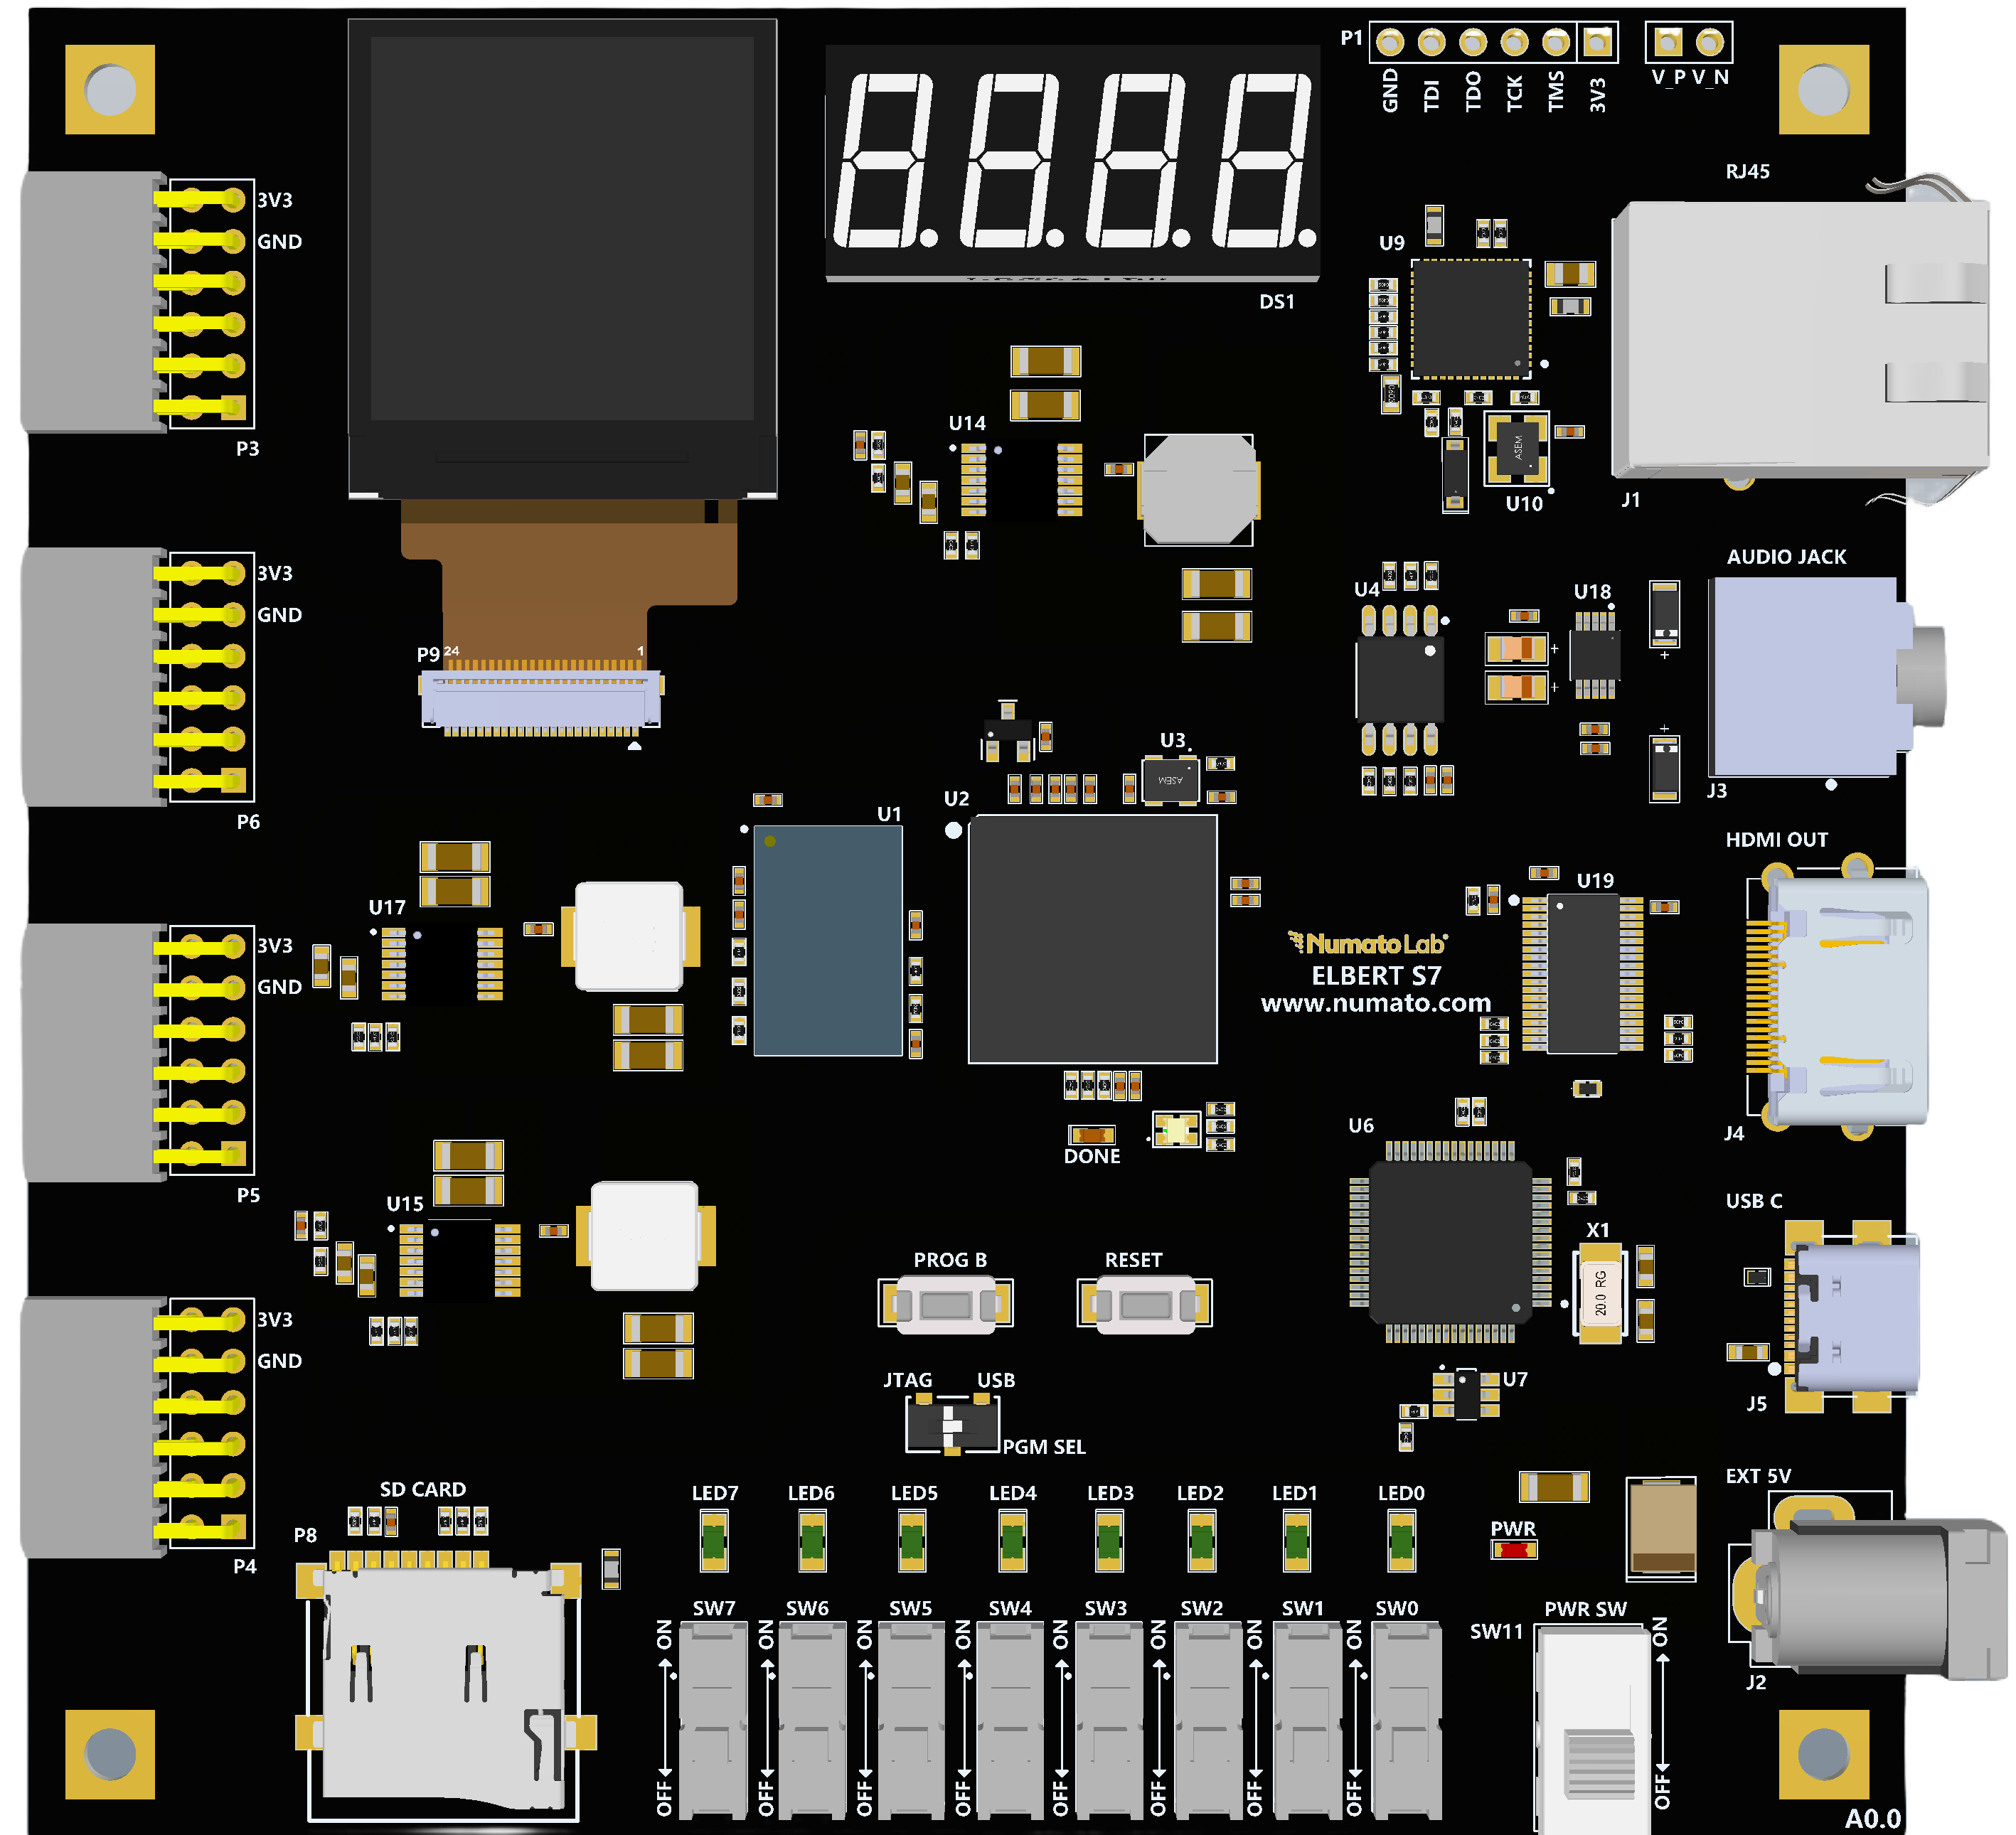 P1
GND
TDI
TDO
TCK
TMS
3V3
V_P V_N
RJ45
3V3
GND
U9
DS1
P3
U14
ASEM
U10
J1
AUDIO JACK
3V3
GND
U4
U18
P9
24
1
U3
ASEM
J3
P6
U1
U2
HDMI OUT
U19
U17
3V3
GND
NumatoLab
ELBERT S7
www.numato.com
U6
J4
DONE
P5
U15
USB C
X1
20.0 RG
PROG B
RESET
3V3
GND
JTAG
USB
PGM SEL
U7
J5
SD CARD
P8
P4
LED7
LED6
LED5
LED4
LED3
LED2
LED1
LED0
PWR
EXT 5V
SW7
SW6
SW5
SW4
SW3
SW2
SW1
SW0
PWR SW
SW11
ON
ON
ON
ON
ON
ON
ON
ON
ON
J2
OFF
OFF
OFF
OFF
OFF
OFF
OFF
OFF
OFF
A0.0